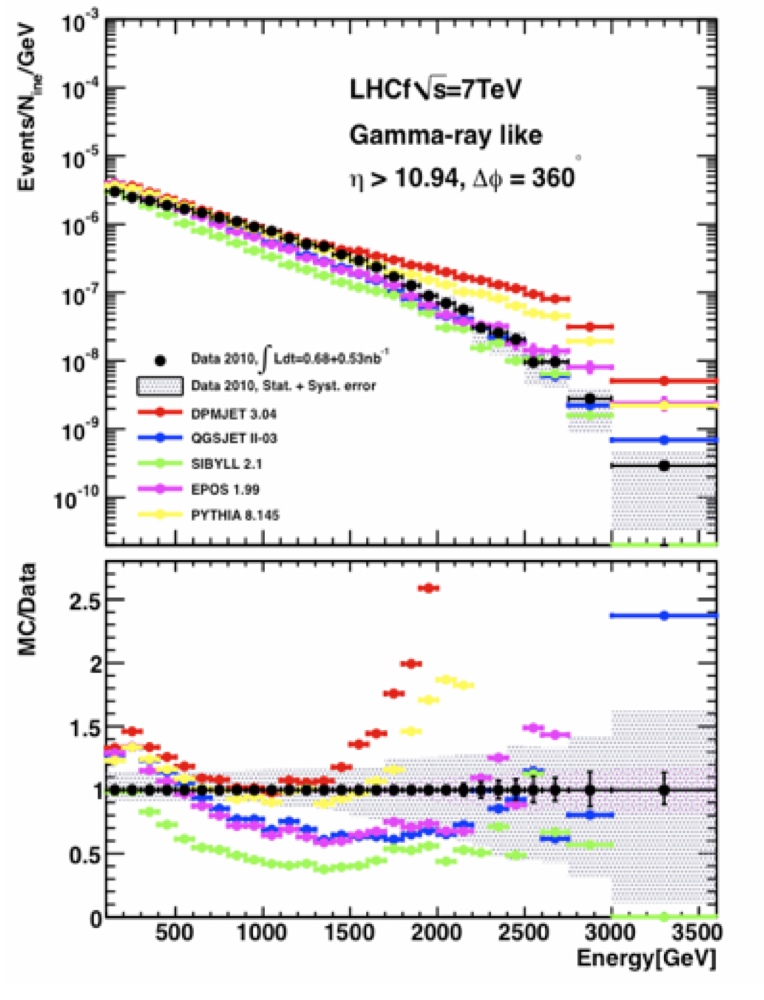 10⁻³
10⁻⁴
10⁻⁵
10⁻⁶
10⁻⁷
10⁻⁸
10⁻⁹
10⁻¹⁰
Events/N_ine/GeV
LHCf √s=7TeV
Gamma-ray like
η > 10.94, Δϕ = 360°
Data 2010, ∫ Ldt=0.68+0.53nb⁻¹
Data 2010, Stat. + Syst. error
DPMJET 3.04
QGSJET II-03
SIBYLL 2.1
EPOS 1.99
PYTHIA 8.145
MC/Data
2.5
2
1.5
1
0.5
0
500 1000 1500 2000 2500 3000 3500
Energy[GeV]